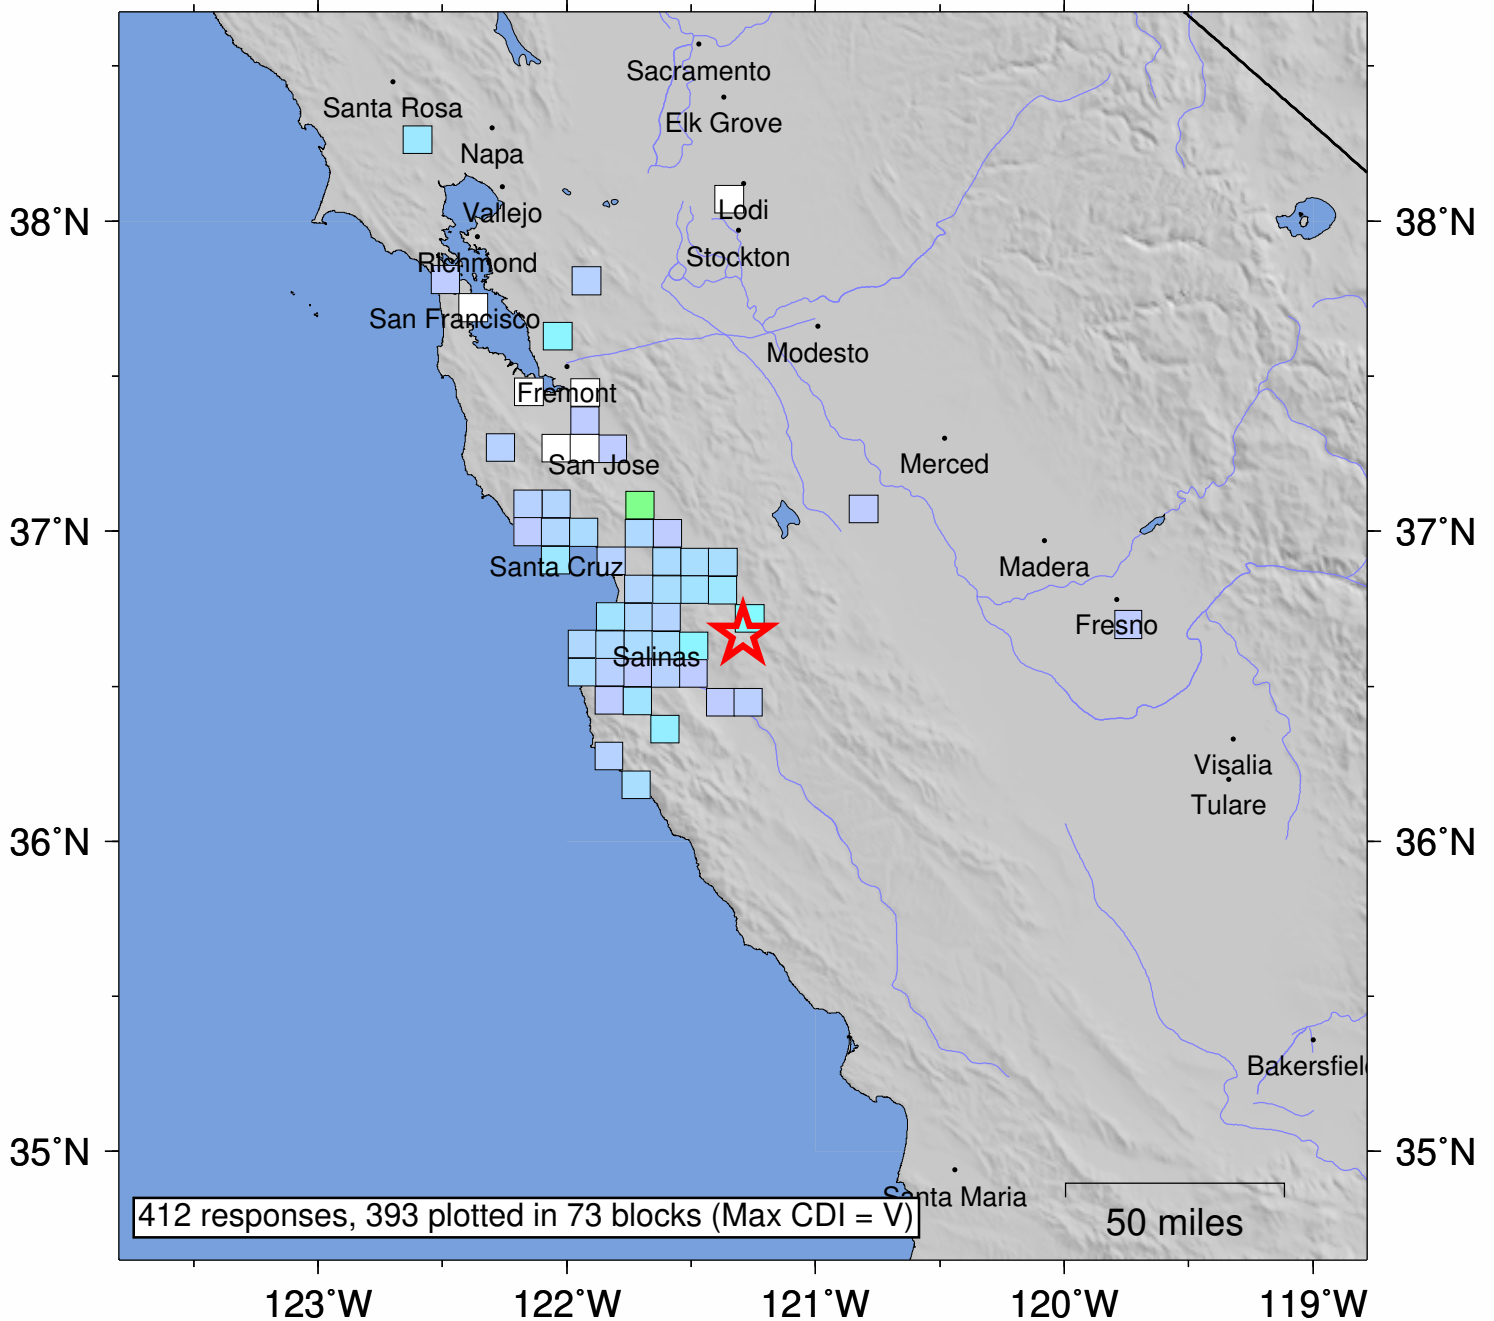 Sacramento
Santa Rosa
Elk Grove
Napa
Vallejo
Lodi
38°N
38°N
Stockton
Richmond
San Francisco
Modesto
Fremont
San Jose
Merced
37°N
37°N
Santa Cruz
Madera
Fresno
Salinas
Visalia
Tulare
36°N
36°N
Bakersfield
35°N
35°N
Santa Maria
412 responses, 393 plotted in 73 blocks (Max CDI = V)
50 miles
123°W
122°W
121°W
120°W
119°W